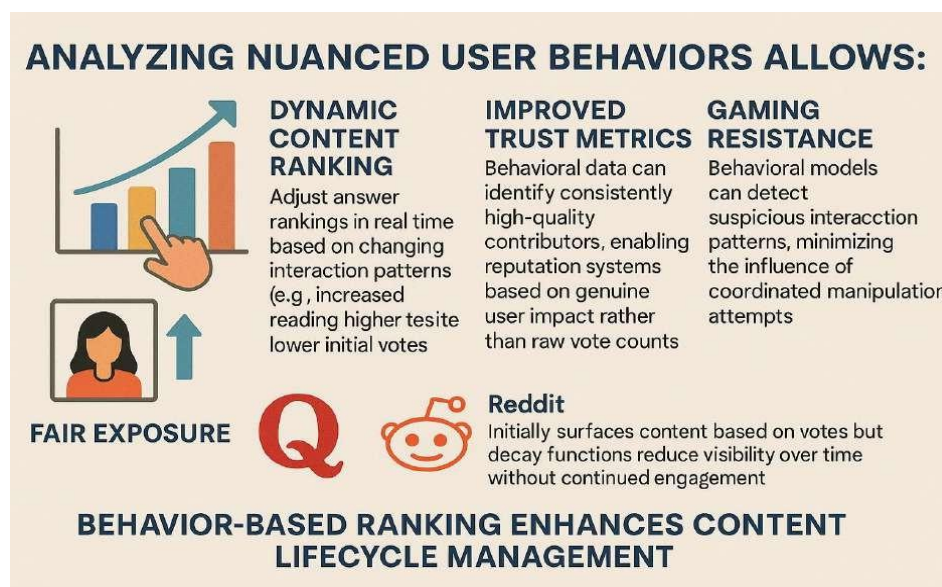 ANALYZING NUANCED USER BEHAVIORS ALLOWS:
DYNAMIC
CONTENT
RANKING
Adjust answer
rankings in real time
based on changing
interaction patterns
(e.g., increased
reading higher tesite
lower initial votes
IMPROVED
TRUST METRICS
Behavioral data can
identify consistently
high-quality
contributors, enabling
reputation systems
based on genuine
user impact rather
than raw vote counts
GAMING
RESISTANCE
Behavioral models
can detect
suspicious interacction
patterns, minimizing
the influence of
coordinated manipulation
attempts
FAIR EXPOSURE
Q
Reddit
Initially surfaces content based on votes but
decay functions reduce visibility over time
without continued engagement
BEHAVIOR-BASED RANKING ENHANCES CONTENT
LIFECYCLE MANAGEMENT